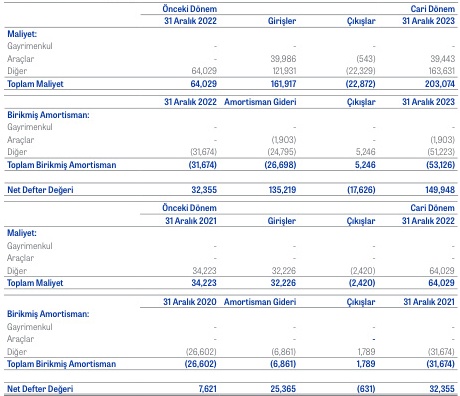 Önceki Dönem Cari Dönem
31 Aralık 2022 Girişler Çıkışlar 31 Aralık 2023
Maliyet:
Gayrimenkul - - - -
Araçlar - 39,986 (543) 39,443
Diğer 64,029 121,931 (22,329) 163,631
Toplam Maliyet 64,029 161,917 (22,872) 203,074
31 Aralık 2022 Amortisman Gideri Çıkışlar 31 Aralık 2023
Birikmiş Amortisman:
Gayrimenkul - - - -
Araçlar - (1,903) - (1,903)
Diğer (31,674) (24,795) 5,246 (51,223)
Toplam Birikmiş Amortisman (31,674) (26,698) 5,246 (53,126)
Net Defter Değeri 32,355 135,219 (17,626) 149,948
Önceki Dönem Cari Dönem
31 Aralık 2021 Girişler Çıkışlar 31 Aralık 2022
Maliyet:
Gayrimenkul - - - -
Araçlar - - - -
Diğer 34,223 32,226 (2,420) 64,029
Toplam Maliyet 34,223 32,226 (2,420) 64,029
31 Aralık 2020 Amortisman Gideri Çıkışlar 31 Aralık 2021
Birikmiş Amortisman:
Gayrimenkul - - - -
Araçlar - - - -
Diğer (26,602) (6,861) 1,789 (31,674)
Toplam Birikmiş Amortisman (26,602) (6,861) 1,789 (31,674)
Net Defter Değeri 7,621 25,365 (631) 32,355